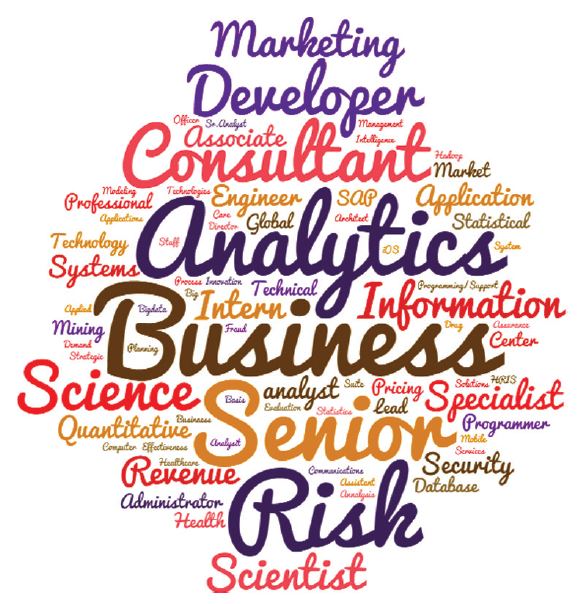 Marketing
Developer
Officer Sr.Analyst Management
Associate Intelligence
Consultant Hadoop
Market
Modeling Technologies Engineer SAP Application
Professional
Applications Care Global Architect Statistical
Director
Analytics
Technology Staff iOS System
Systems
Process Innovation Technical Programming/Support
Big
Applied Bigdata Intern Information
Mining Fraud Drug Assurance
Demand Center
Strategic Planning
Business
Science analyst Suite Pricing Solutions HRIS
Basis Lead Specialist
Evaluation Statistics
Senior
Quantitative Business Programmer
Computer Effectiveness Analyst Mobile
Services
Healthcare Security
Revenue Communications
Assistant Database
Administrator Annalysis
Health
Risk
Scientist